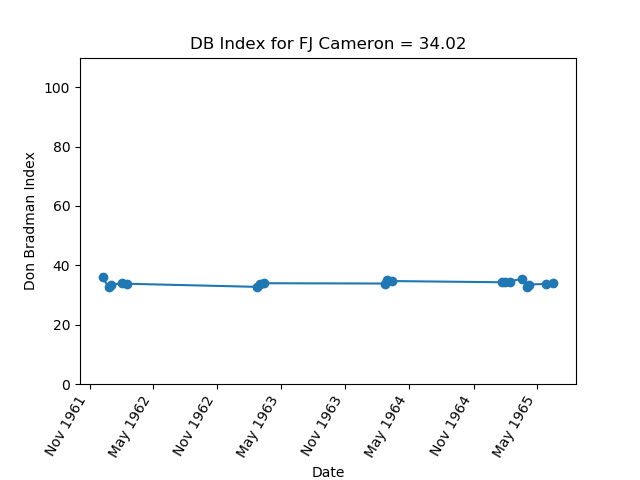 DB Index for FJ Cameron = 34.02
100
80
60
40
20
0
Don Bradman Index
Nov 1961
May 1962
Nov 1962
May 1963
Nov 1963
May 1964
Nov 1964
May 1965
Date